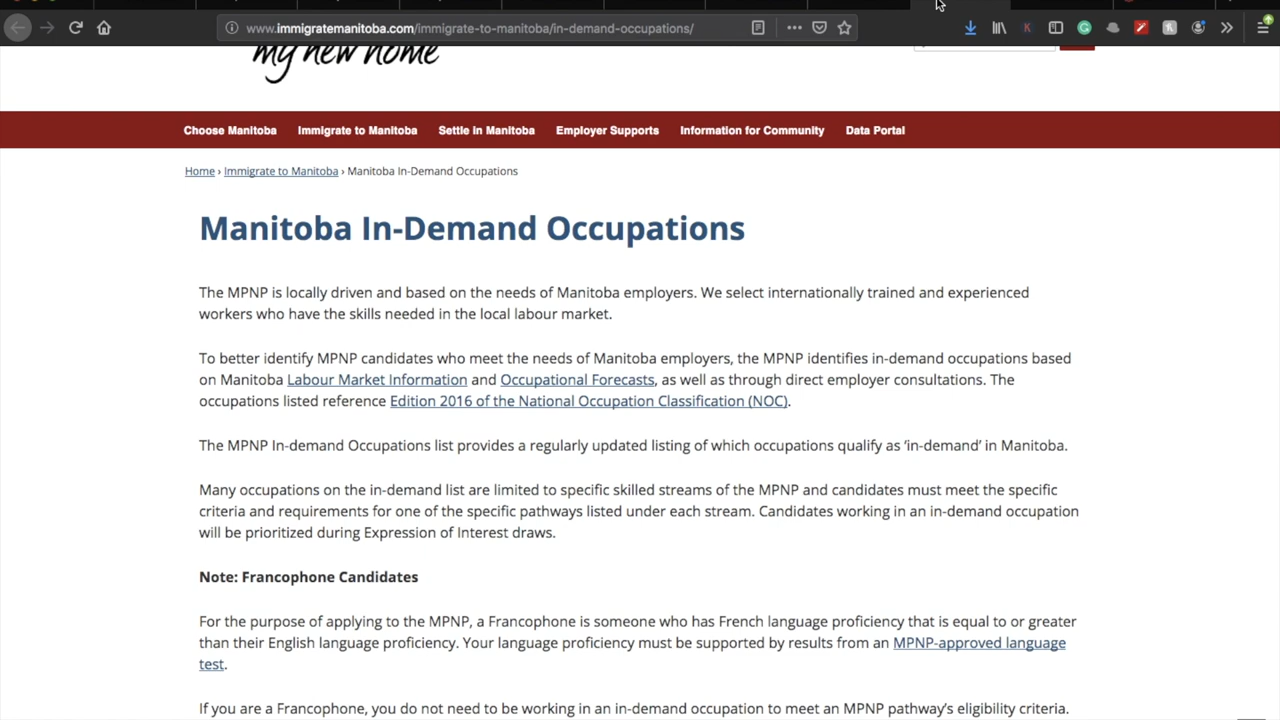 www.immigratemanitoba.com/immigrate-to-manitoba/in-demand-occupations/
my new home
Choose Manitoba Immigrate to Manitoba Settle in Manitoba Employer Supports Information for Community Data Portal
Home › Immigrate to Manitoba › Manitoba In-Demand Occupations
Manitoba In-Demand Occupations
The MPNP is locally driven and based on the needs of Manitoba employers. We select internationally trained and experienced
workers who have the skills needed in the local labour market.
To better identify MPNP candidates who meet the needs of Manitoba employers, the MPNP identifies in-demand occupations based
on Manitoba Labour Market Information and Occupational Forecasts, as well as through direct employer consultations. The
occupations listed reference Edition 2016 of the National Occupation Classification (NOC).
The MPNP In-demand Occupations list provides a regularly updated listing of which occupations qualify as ‘in-demand’ in Manitoba.
Many occupations on the in-demand list are limited to specific skilled streams of the MPNP and candidates must meet the specific
criteria and requirements for one of the specific pathways listed under each stream. Candidates working in an in-demand occupation
will be prioritized during Expression of Interest draws.
Note: Francophone Candidates
For the purpose of applying to the MPNP, a Francophone is someone who has French language proficiency that is equal to or greater
than their English language proficiency. Your language proficiency must be supported by results from an MPNP-approved language
test.
If you are a Francophone, you do not need to be working in an in-demand occupation to meet an MPNP pathway’s eligibility criteria.